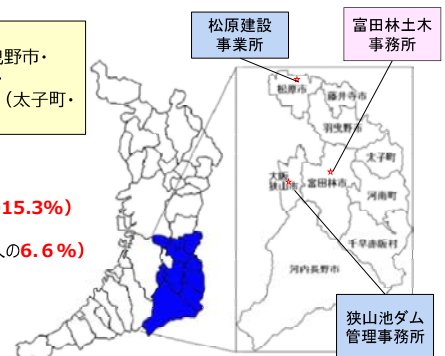 曳野市・
（太子町・
15.3%）
人の6.6％）
松原建設
事業所
富田林土木
事務所
松原市
藤井寺市
羽曳野市
太子町
大阪
狭山市
富田林市
河南町
千早赤阪村
河内長野市
狭山池ダム
管理事務所